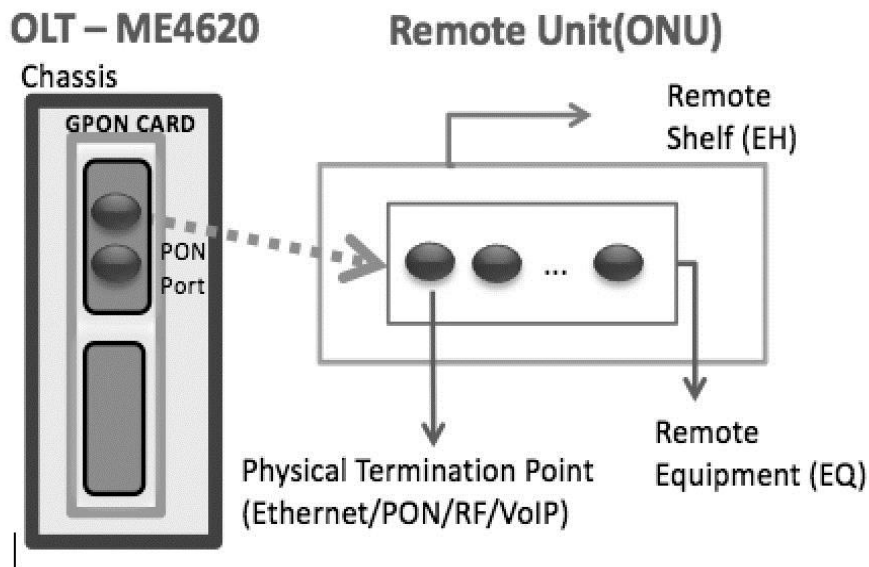 OLT – ME4620
Remote Unit(ONU)
Chassis
GPON CARD
PON
Port
Remote
Shelf (EH)
...
Physical Termination Point
(Ethernet/PON/RF/VoIP)
Remote
Equipment (EQ)